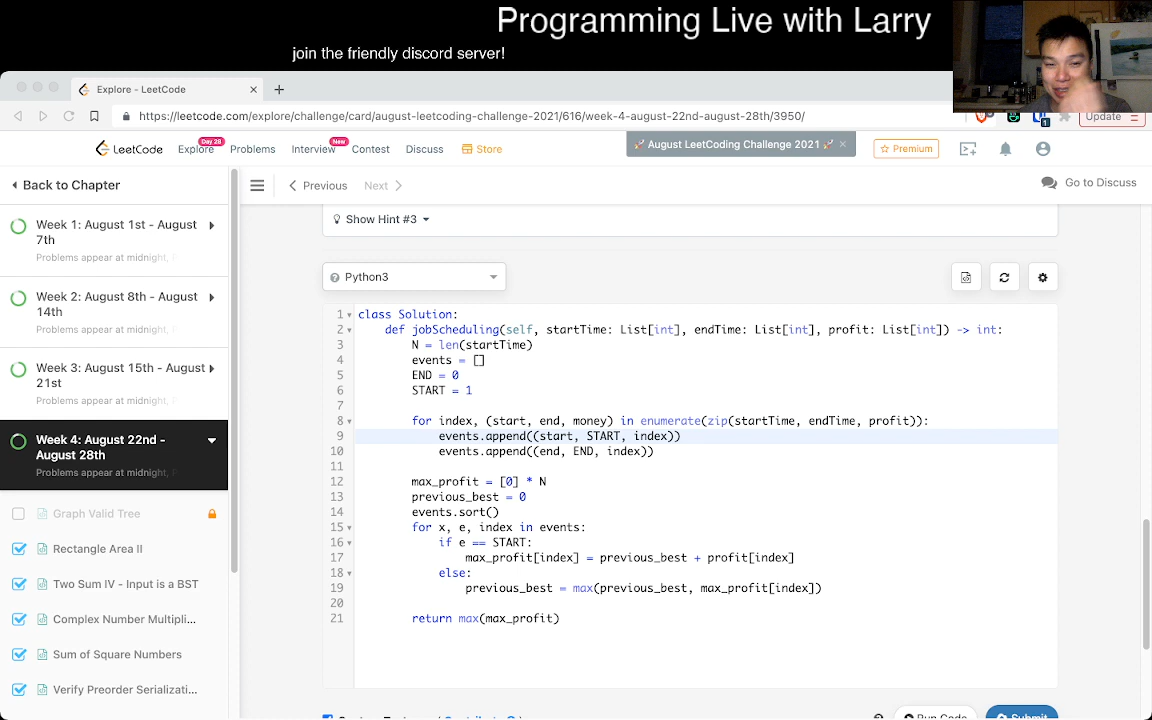 Programming Live with Larry
join the friendly discord server!
Explore - LeetCode
https://leetcode.com/explore/challenge/card/august-leetcoding-challenge-2021/616/week-4-august-22nd-august-28th/3950/
Update
LeetCode
Explore
Day 28
Problems
Interview
New
Contest
Discuss
Store
August LeetCoding Challenge 2021
Premium
Back to Chapter
Previous
Next
Go to Discuss
Week 1: August 1st - August
7th
Problems appear at midnight,
Week 2: August 8th - August
14th
Problems appear at midnight,
Week 3: August 15th - August
21st
Problems appear at midnight,
Week 4: August 22nd -
August 28th
Problems appear at midnight,
Graph Valid Tree
Rectangle Area II
Two Sum IV - Input is a BST
Complex Number Multipli...
Sum of Square Numbers
Verify Preorder Serializati...
Show Hint #3
Python3
1 class Solution:
2 def jobScheduling(self, startTime: List[int], endTime: List[int], profit: List[int]) -> int:
3 N = len(startTime)
4 events = []
5 END = 0
6 START = 1
7
8 for index, (start, end, money) in enumerate(zip(startTime, endTime, profit)):
9 events.append((start, START, index))
10 events.append((end, END, index))
11
12 max_profit = [0] * N
13 previous_best = 0
14 events.sort()
15 for x, e, index in events:
16 if e == START:
17 max_profit[index] = previous_best + profit[index]
18 else:
19 previous_best = max(previous_best, max_profit[index])
20
21 return max(max_profit)
Run Code
Submit